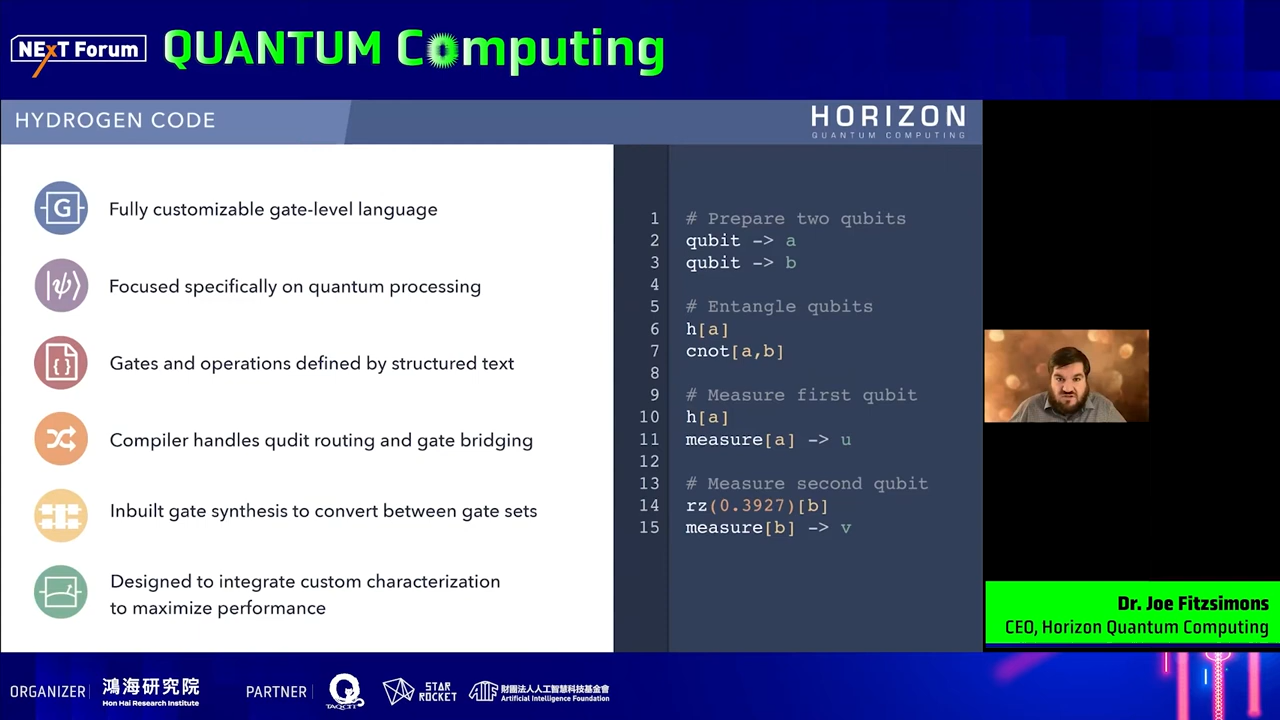 NExT Forum
QUANTUM Computing
HYDROGEN CODE
HORIZON
QUANTUM COMPUTING
G
Fully customizable gate-level language
|ψ⟩
Focused specifically on quantum processing
{}
Gates and operations defined by structured text
Compiler handles qudit routing and gate bridging
Inbuilt gate synthesis to convert between gate sets
Designed to integrate custom characterization
to maximize performance
1 # Prepare two qubits
2 qubit -> a
3 qubit -> b
4
5 # Entangle qubits
6 h[a]
7 cnot[a,b]
8
9 # Measure first qubit
10 h[a]
11 measure[a] -> u
12
13 # Measure second qubit
14 rz(0.3927)[b]
15 measure[b] -> v
Dr. Joe Fitzsimons
CEO, Horizon Quantum Computing
ORGANIZER
鴻海研究院
Hon Hai Research Institute
PARTNER
TAQCIT
STAR
ROCKET
財團法人人工智慧科技基金會
Artificial Intelligence Foundation